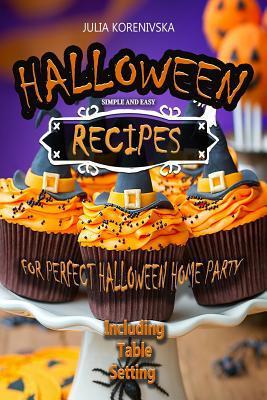 JULIA KORENIVSKA
HALLOWEEN
SIMPLE AND EASY
RECIPES
FOR PERFECT HALLOWEEN HOME PARTY
Including
Table
Setting